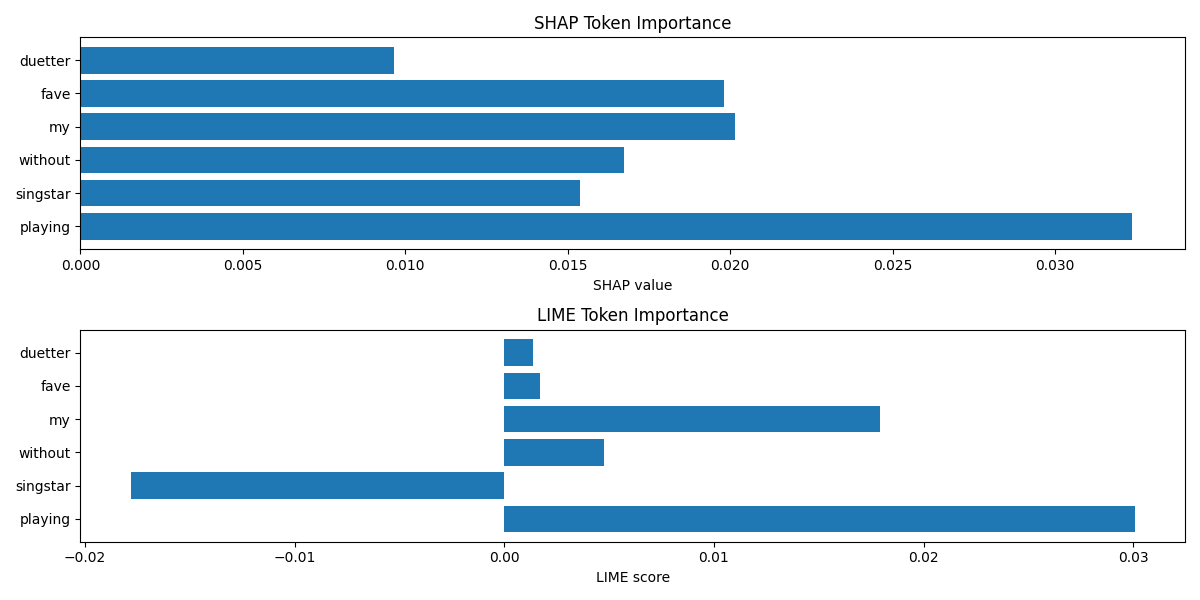 SHAP Token Importance
duetter
fave
my
without
singstar
playing
0.000 0.005 0.010 0.015 0.020 0.025 0.030
SHAP value
LIME Token Importance
duetter
fave
my
without
singstar
playing
−0.02 −0.01 0.00 0.01 0.02 0.03
LIME score